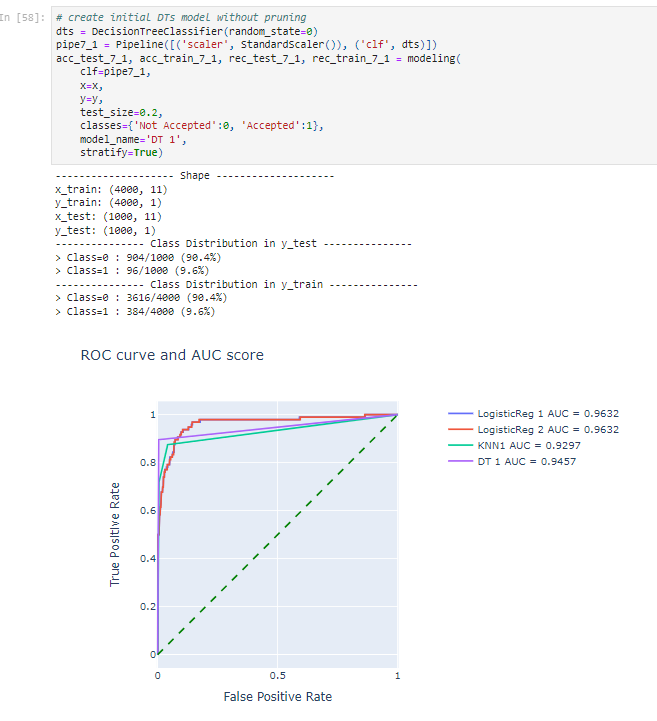 In [58]: # create initial DTs model without pruning
dts = DecisionTreeClassifier(random_state=0)
pipe7_1 = Pipeline([('scaler', StandardScaler()), ('clf', dts)])
acc_test_7_1, acc_train_7_1, rec_test_7_1, rec_train_7_1 = modeling(
    clf=pipe7_1,
    x=x,
    y=y,
    test_size=0.2,
    classes={'Not Accepted':0, 'Accepted':1},
    model_name='DT 1',
    stratify=True)
------------------- Shape -------------------
x_train: (4000, 11)
y_train: (4000, 1)
x_test: (1000, 11)
y_test: (1000, 1)
-------------- Class Distribution in y_test --------------
> Class=0 : 904/1000 (90.4%)
> Class=1 : 96/1000 (9.6%)
-------------- Class Distribution in y_train --------------
> Class=0 : 3616/4000 (90.4%)
> Class=1 : 384/4000 (9.6%)
ROC curve and AUC score
LogisticReg 1 AUC = 0.9632
LogisticReg 2 AUC = 0.9632
KNN1 AUC = 0.9297
DT 1 AUC = 0.9457
1
0.8
0.6
0.4
0.2
0
True Positive Rate
0 0.5 1
False Positive Rate